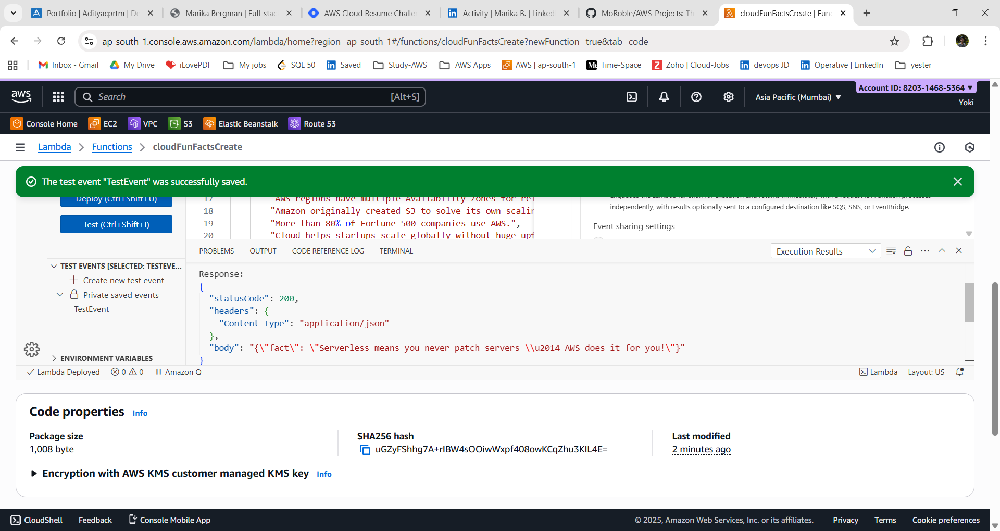 Portfolio | Adityacprtm | De
Marika Bergman | Full-stac
AWS Cloud Resume Challe
Activity | Marika B. | Linked
MoRoble/AWS-Projects: Th
cloudFunFactsCreate | Fun
ap-south-1.console.aws.amazon.com/lambda/home?region=ap-south-1#/functions/cloudFunFactsCreate?newFunction=true&tab=code
Inbox - Gmail
My Drive
iLovePDF
My jobs
SQL 50
Saved
Study-AWS
AWS Apps
AWS | ap-south-1
Time-Space
Zoho | Cloud-Jobs
devops JD
Operative | LinkedIn
yester
aws
Search
[Alt+S]
Asia Pacific (Mumbai)
Account ID: 8203-1468-5364
Yoki
Console Home
EC2
VPC
S3
Elastic Beanstalk
Route 53
Lambda
Functions
cloudFunFactsCreate
The test event "TestEvent" was successfully saved.
Deploy (Ctrl+Shift+U)
Test (Ctrl+Shift+I)
17 "AWS regions have multiple Availability Zones for rel
18 "Amazon originally created S3 to solve its own scalin
19 "More than 80% of Fortune 500 companies use AWS.",
20 "Cloud helps startups scale globally without huge upf
independently, with results optionally sent to a configured destination like SQS, SNS, or EventBridge.
Event sharing settings
PROBLEMS
OUTPUT
CODE REFERENCE LOG
TERMINAL
Execution Results
TEST EVENTS [SELECTED: TESTEVE...
Create new test event
Private saved events
TestEvent
ENVIRONMENT VARIABLES
Response:
{
"statusCode": 200,
"headers": {
"Content-Type": "application/json"
},
"body": "{\"fact\": \"Serverless means you never patch servers \\u2014 AWS does it for you!\"}"
}
Lambda Deployed
0
0
Amazon Q
Lambda
Layout: US
Code properties
Info
Package size
1,008 byte
SHA256 hash
uGZyFShhg7A+rIBW4sOOiwWxpf408owKCqZhu3KIL4E=
Last modified
2 minutes ago
Encryption with AWS KMS customer managed KMS key
Info
CloudShell
Feedback
Console Mobile App
© 2025, Amazon Web Services, Inc. or its affiliates.
Privacy
Terms
Cookie preferences